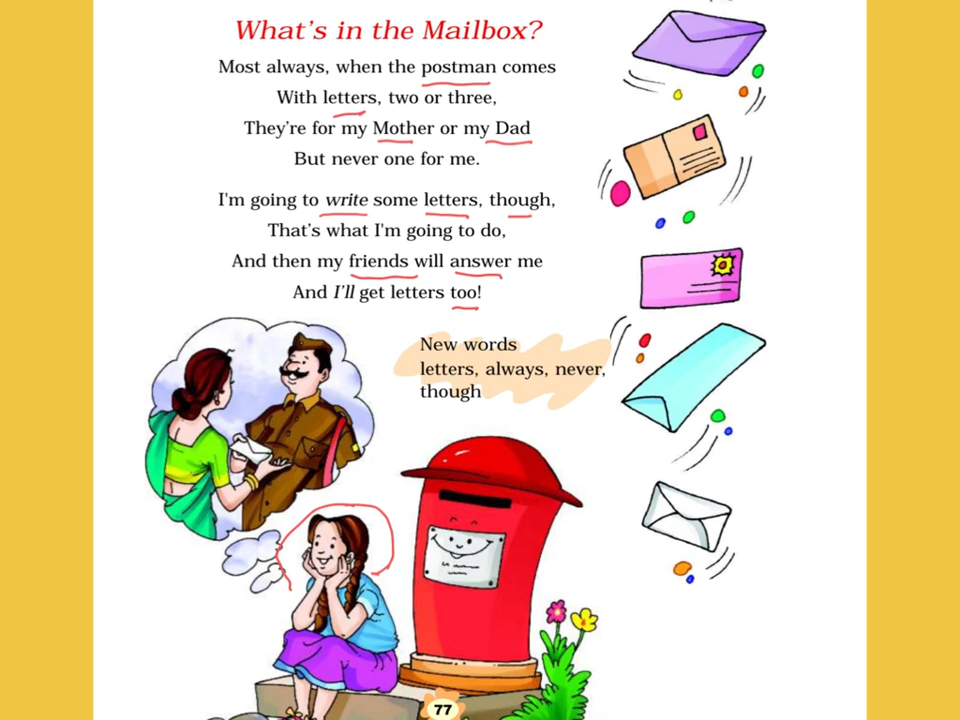 What's in the Mailbox?
Most always, when the postman comes
With letters, two or three,
They're for my Mother or my Dad
But never one for me.
I'm going to write some letters, though,
That's what I'm going to do,
And then my friends will answer me
And I'll get letters too!
New words
letters, always, never,
though
77